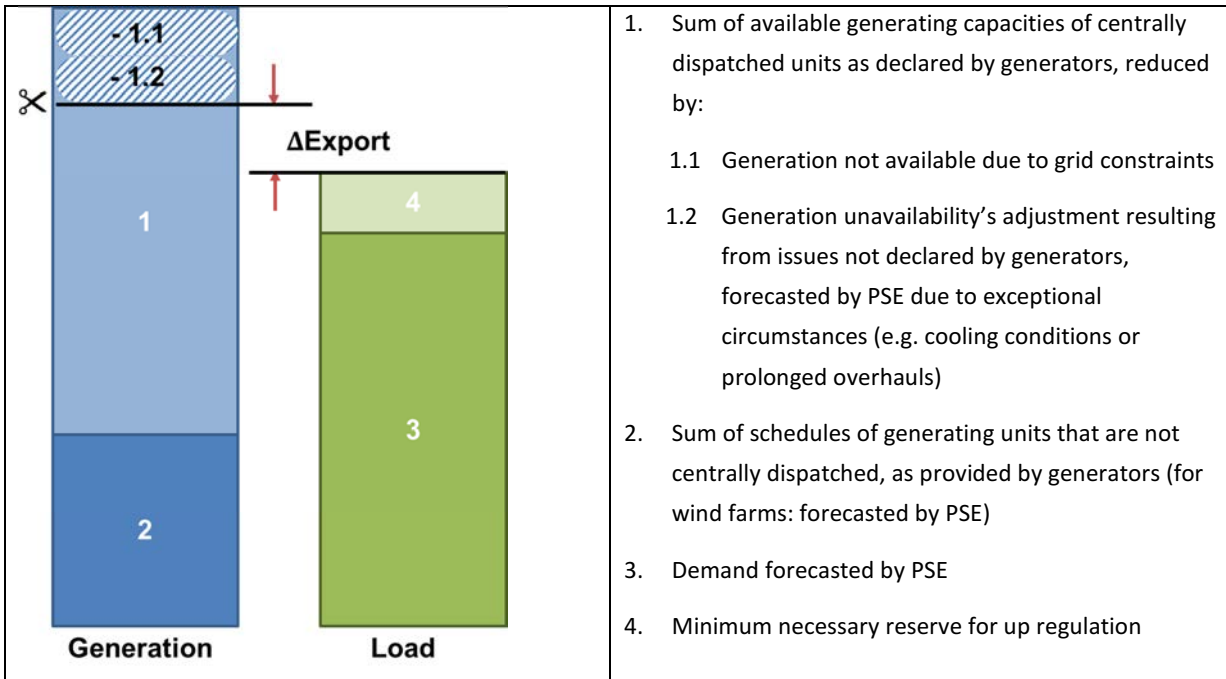 - 1.1
- 1.2
ΔExport
1
2
4
3
Generation
Load
1. Sum of available generating capacities of centrally
dispatched units as declared by generators, reduced
by:
1.1 Generation not available due to grid constraints
1.2 Generation unavailability’s adjustment resulting
from issues not declared by generators,
forecasted by PSE due to exceptional
circumstances (e.g. cooling conditions or
prolonged overhauls)
2. Sum of schedules of generating units that are not
centrally dispatched, as provided by generators (for
wind farms: forecasted by PSE)
3. Demand forecasted by PSE
4. Minimum necessary reserve for up regulation